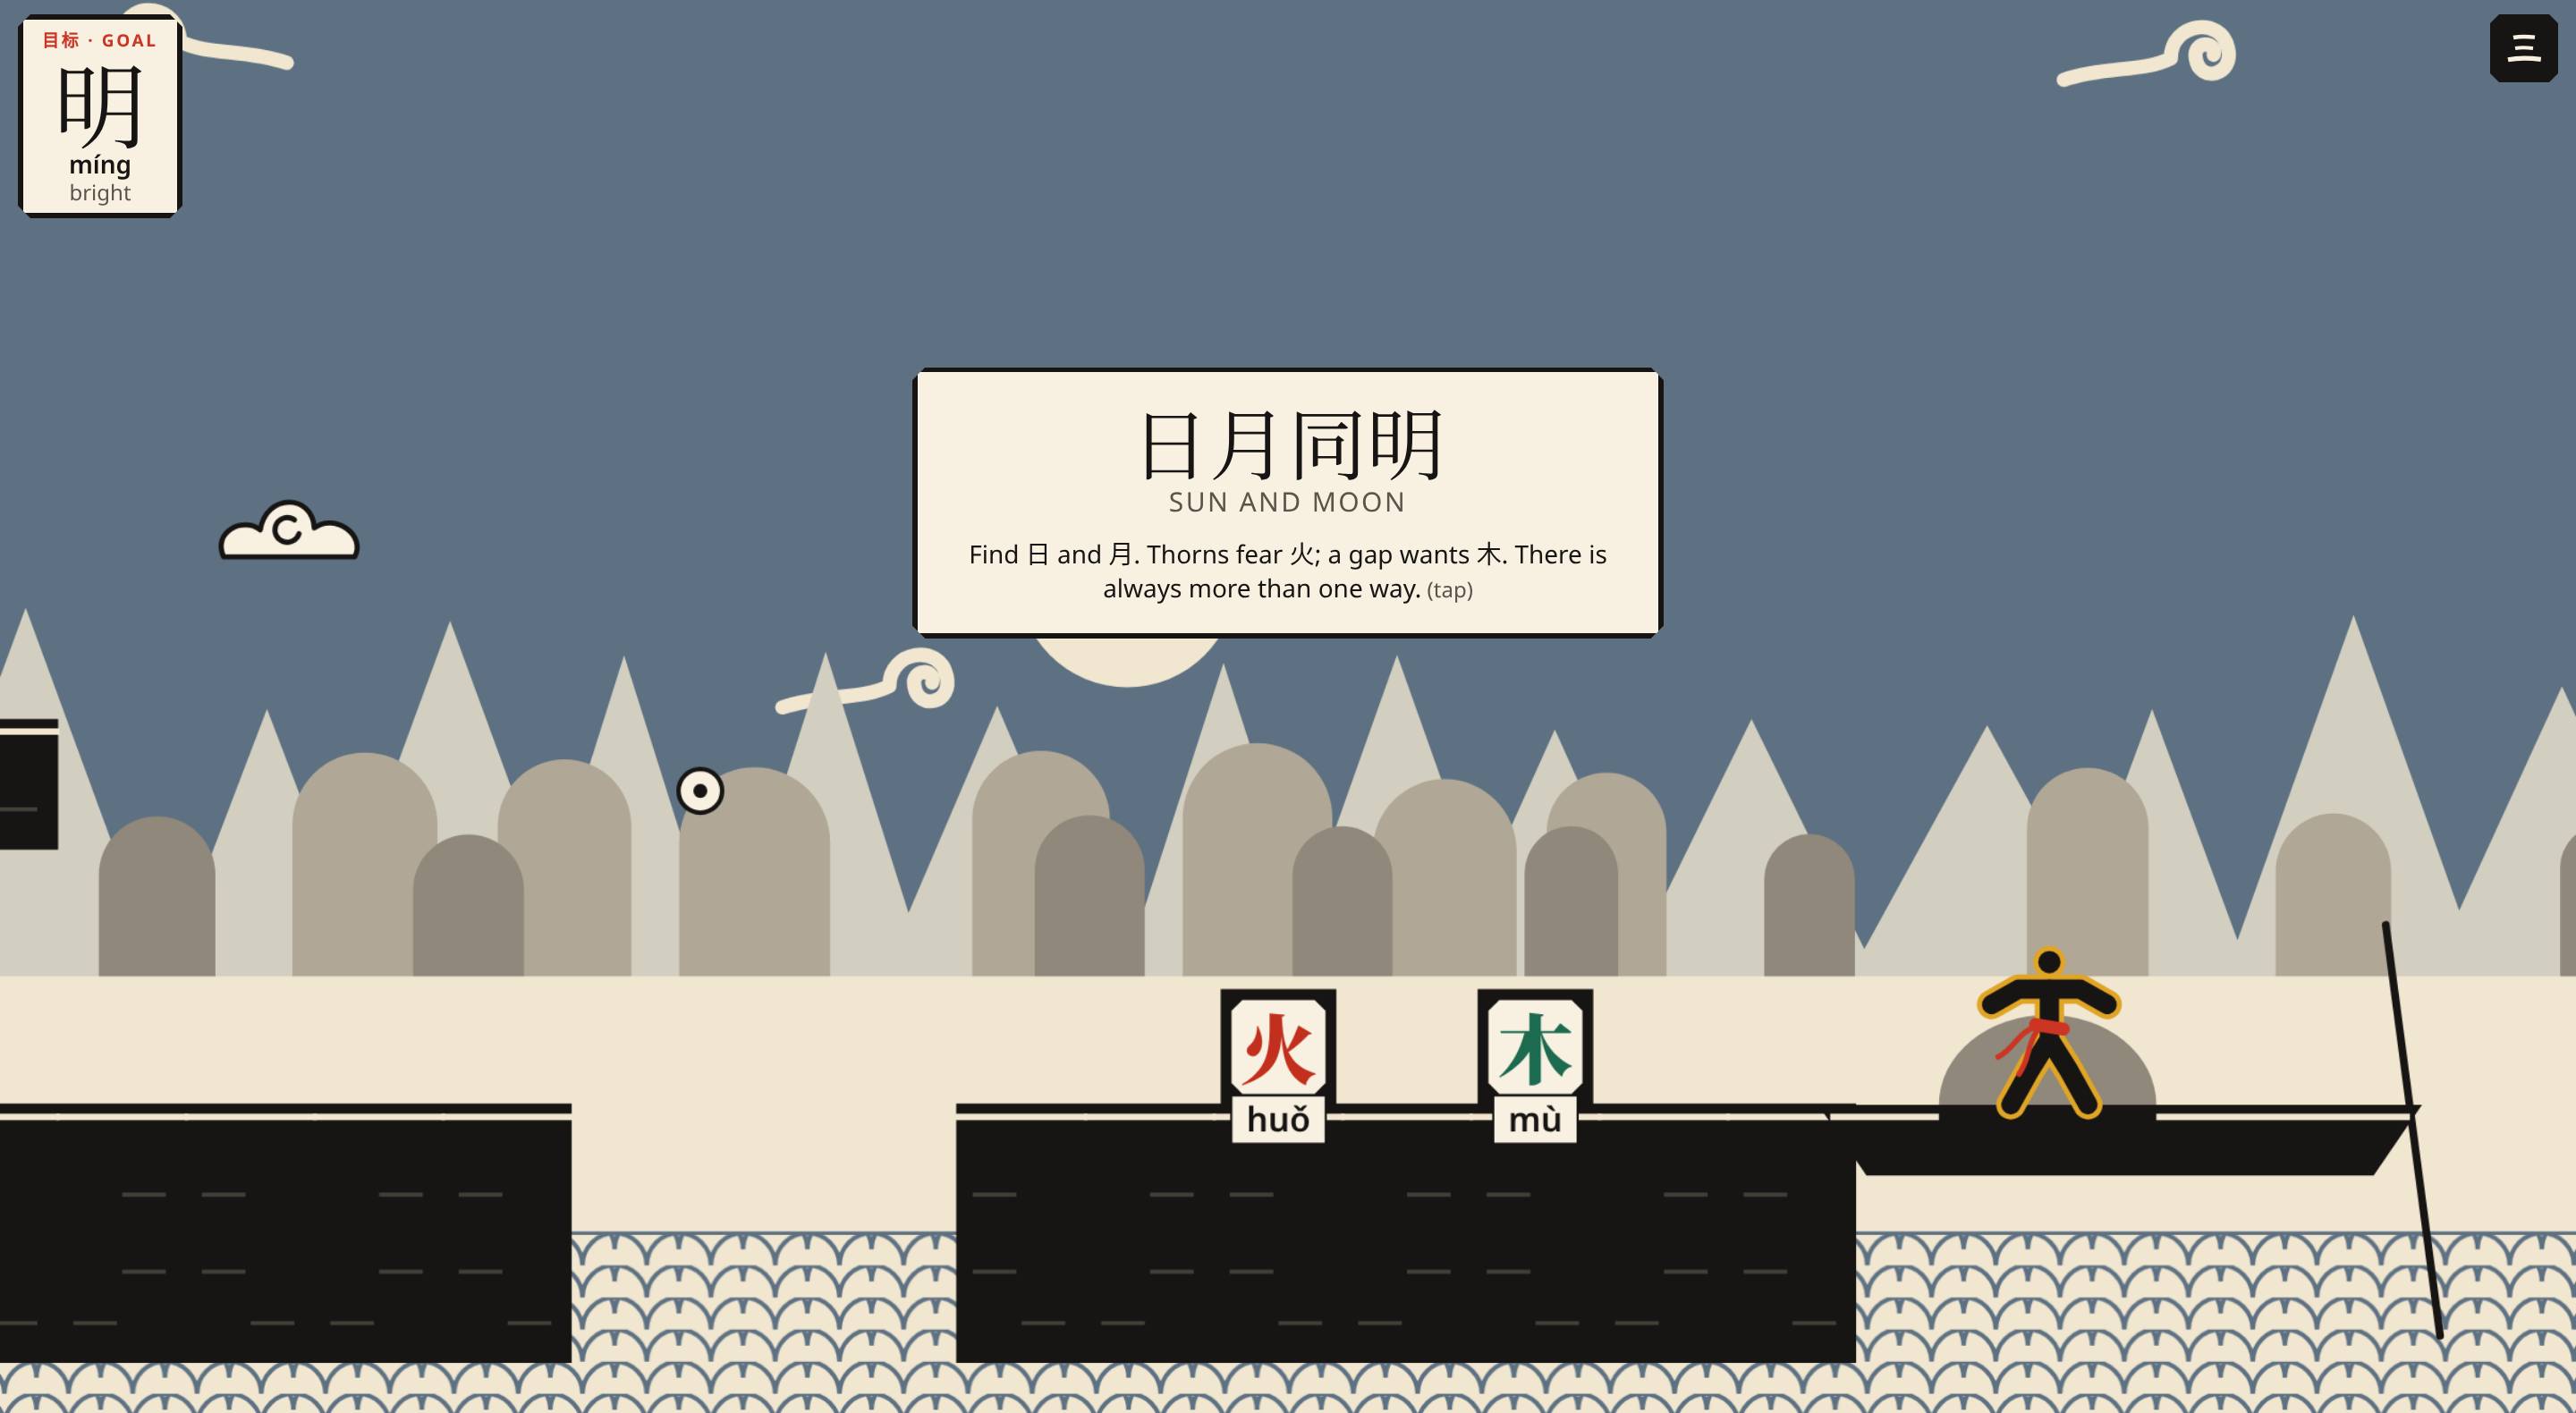 目标 · GOAL
明
míng
bright
三
日月同明
SUN AND MOON
Find 日 and 月. Thorns fear 火; a gap wants 木. There is
always more than one way. (tap)
火
huǒ
木
mù